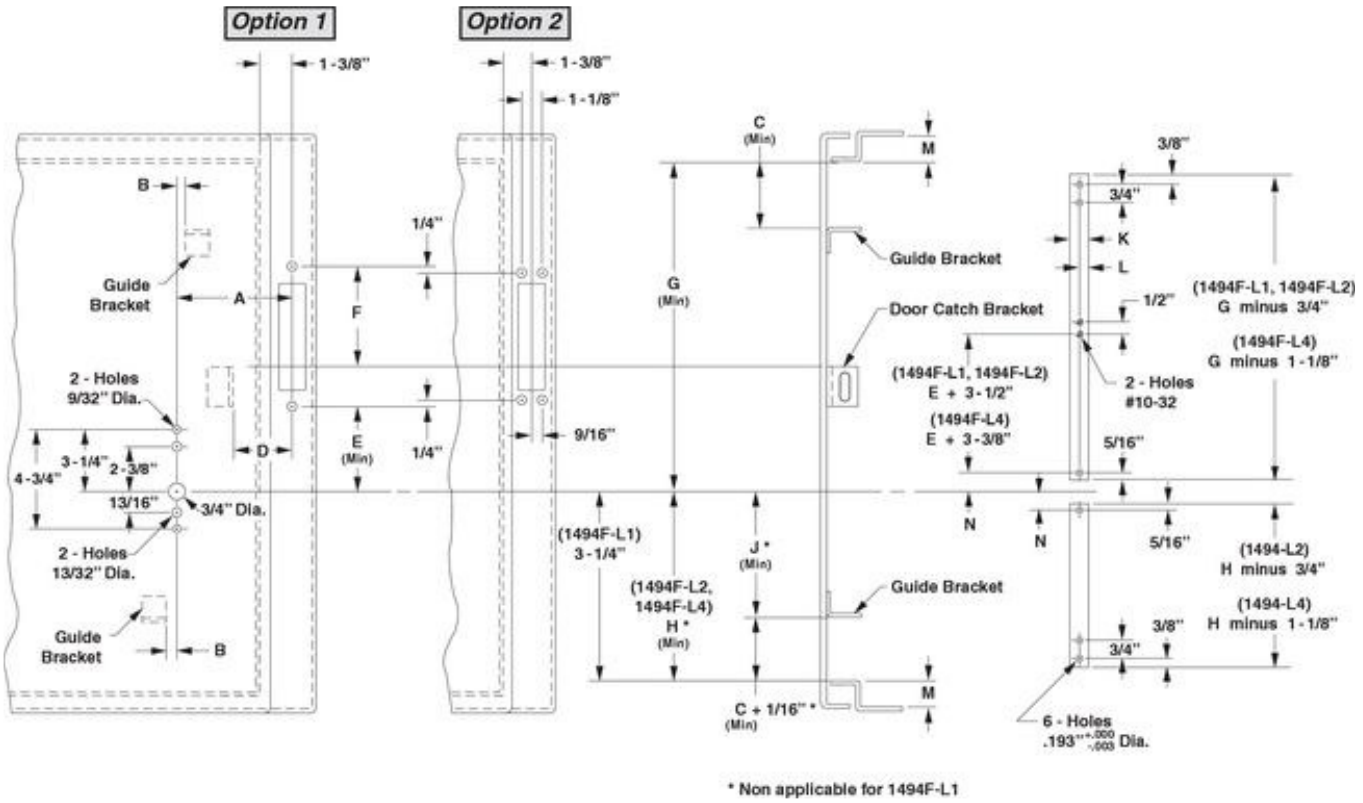 Option 1
Option 2
1-3/8"
1-3/8"
1-1/8"
B
Guide
Bracket
A
F
1/4"
2 - Holes
9/32" Dia.
4-3/4"
3-1/4"
2-3/8"
13/16"
D
E
(Min)
1/4"
9/16"
3/4" Dia.
2 - Holes
13/32" Dia.
Guide
Bracket
B
(1494F-L1)
3-1/4"
(1494F-L2,
1494F-L4)
H *
(Min)
C
(Min)
M
G
(Min)
Guide Bracket
Door Catch Bracket
(1494F-L1, 1494F-L2)
E + 3-1/2"
(1494F-L4)
E + 3-3/8"
J *
(Min)
Guide Bracket
C + 1/16" *
(Min)
M
3/8"
3/4"
K
L
1/2"
(1494F-L1, 1494F-L2)
G minus 3/4"
(1494F-L4)
G minus 1-1/8"
2 - Holes
#10-32
5/16"
N
N
5/16"
(1494-L2)
H minus 3/4"
(1494-L4)
H minus 1-1/8"
3/8"
3/4"
6 - Holes
.193" +.000 -.003 Dia.
* Non applicable for 1494F-L1